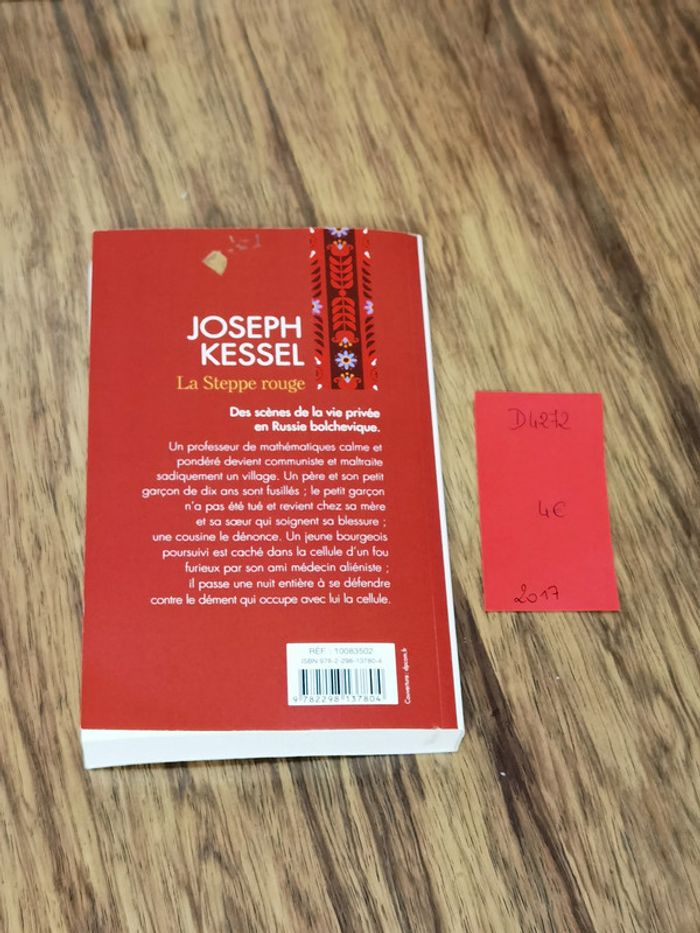 JOSEPH
KESSEL
La Steppe rouge
Des scènes de la vie privée
en Russie bolchevique.
Un professeur de mathématiques calme et
pondéré devient communiste et maltraite
sadiquement un village. Un père et son petit
garçon de dix ans sont fusillés ; le petit garçon
n'a pas été tué et revient chez sa mère
et sa sœur qui soignent sa blessure ;
une cousine le dénonce. Un jeune bourgeois
poursuivi est caché dans la cellule d'un fou
furieux par son ami médecin aliéniste ;
il passe une nuit entière à se défendre
contre le dément qui occupe avec lui la cellule.
RÉF : 10083502
ISBN 978-2-298-13780-4
9 782298 137804
Couverture : dpcom.fr
D4272
4€
2017